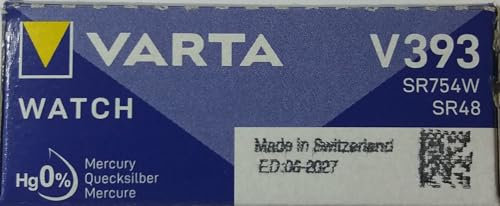 VARTA
V393
SR754W
SR48
WATCH
Made in Switzerland
ED:06-2027
Hg0%
Mercury
Quecksilber
Mercure